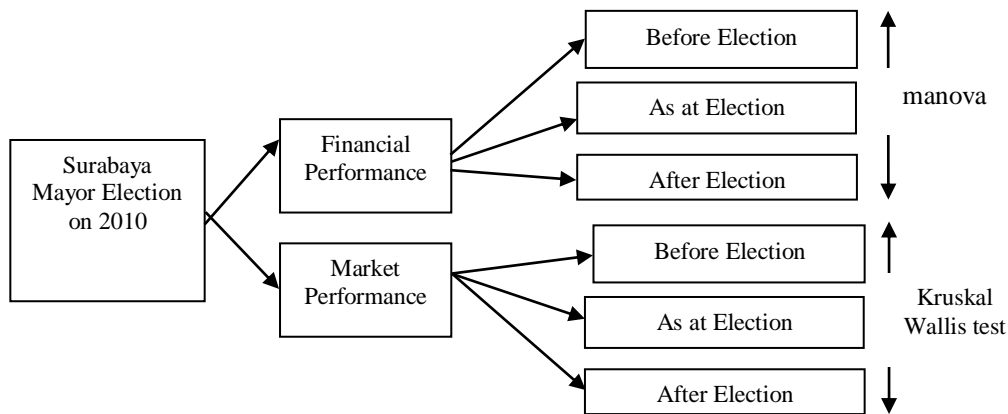 Surabaya
Mayor Election
on 2010
Financial
Performance
Before Election
As at Election
After Election
manova
Market
Performance
Before Election
As at Election
After Election
Kruskal
Wallis test